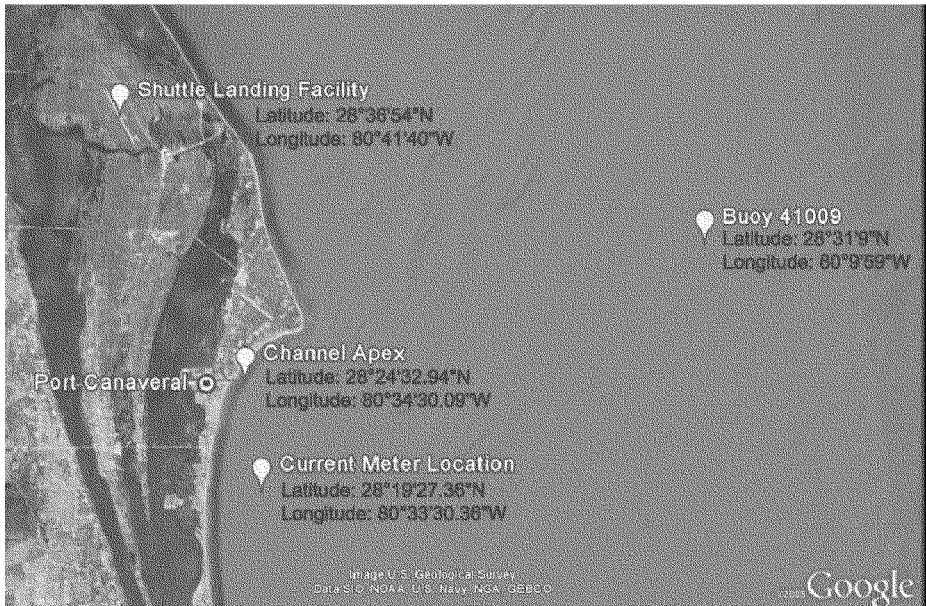 Shuttle Landing Facility
Latitude: 28°36'54"N
Longitude: 80°41'40"W
Buoy 41009
Latitude: 28°31'9"N
Longitude: 80°9'59"W
Channel Apex
Latitude: 28°24'32.94"N
Longitude: 80°34'30.09"W
Port Canaveral
Current Meter Location
Latitude: 28°19'27.36"N
Longitude: 80°33'30.36"W
Image U.S. Geological Survey
Data SIO, NOAA, U.S. Navy, NGA, GEBCO
Google